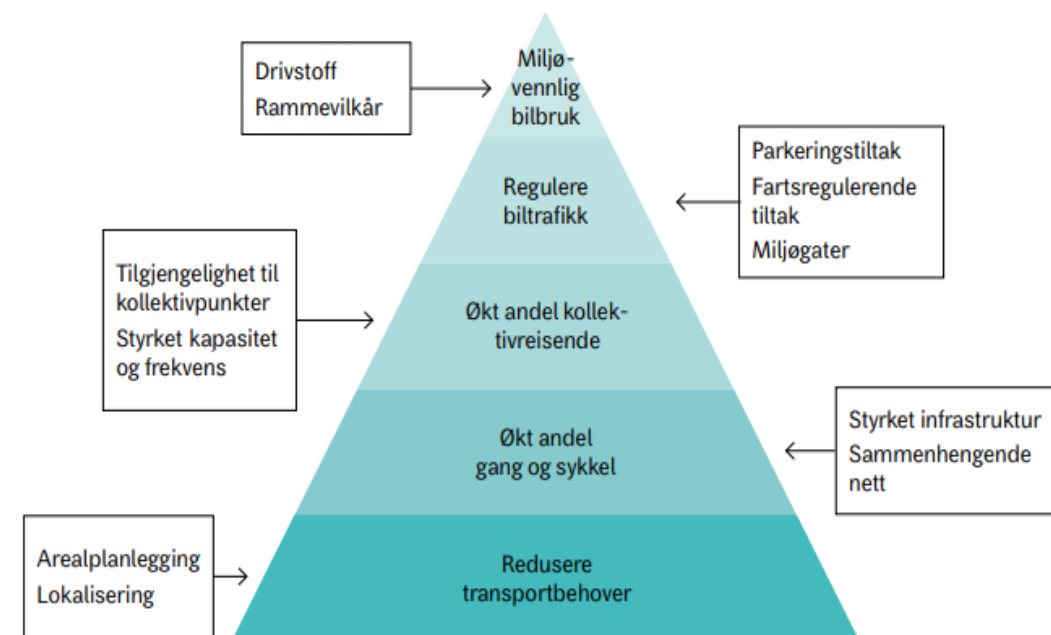 Drivstoff
Rammevilkår
Miljø-
vennlig
bilbruk
Regulere
biltrafikk
Parkeringstiltak
Fartsregulerende
tiltak
Miljøgater
Tilgjengelighet til
kollektivpunkter
Styrket kapasitet
og frekvens
Økt andel kollek-
tivreisende
Økt andel
gang og sykkel
Styrket infrastruktur
Sammenhengende
nett
Arealplanlegging
Lokalisering
Redusere
transportbehover